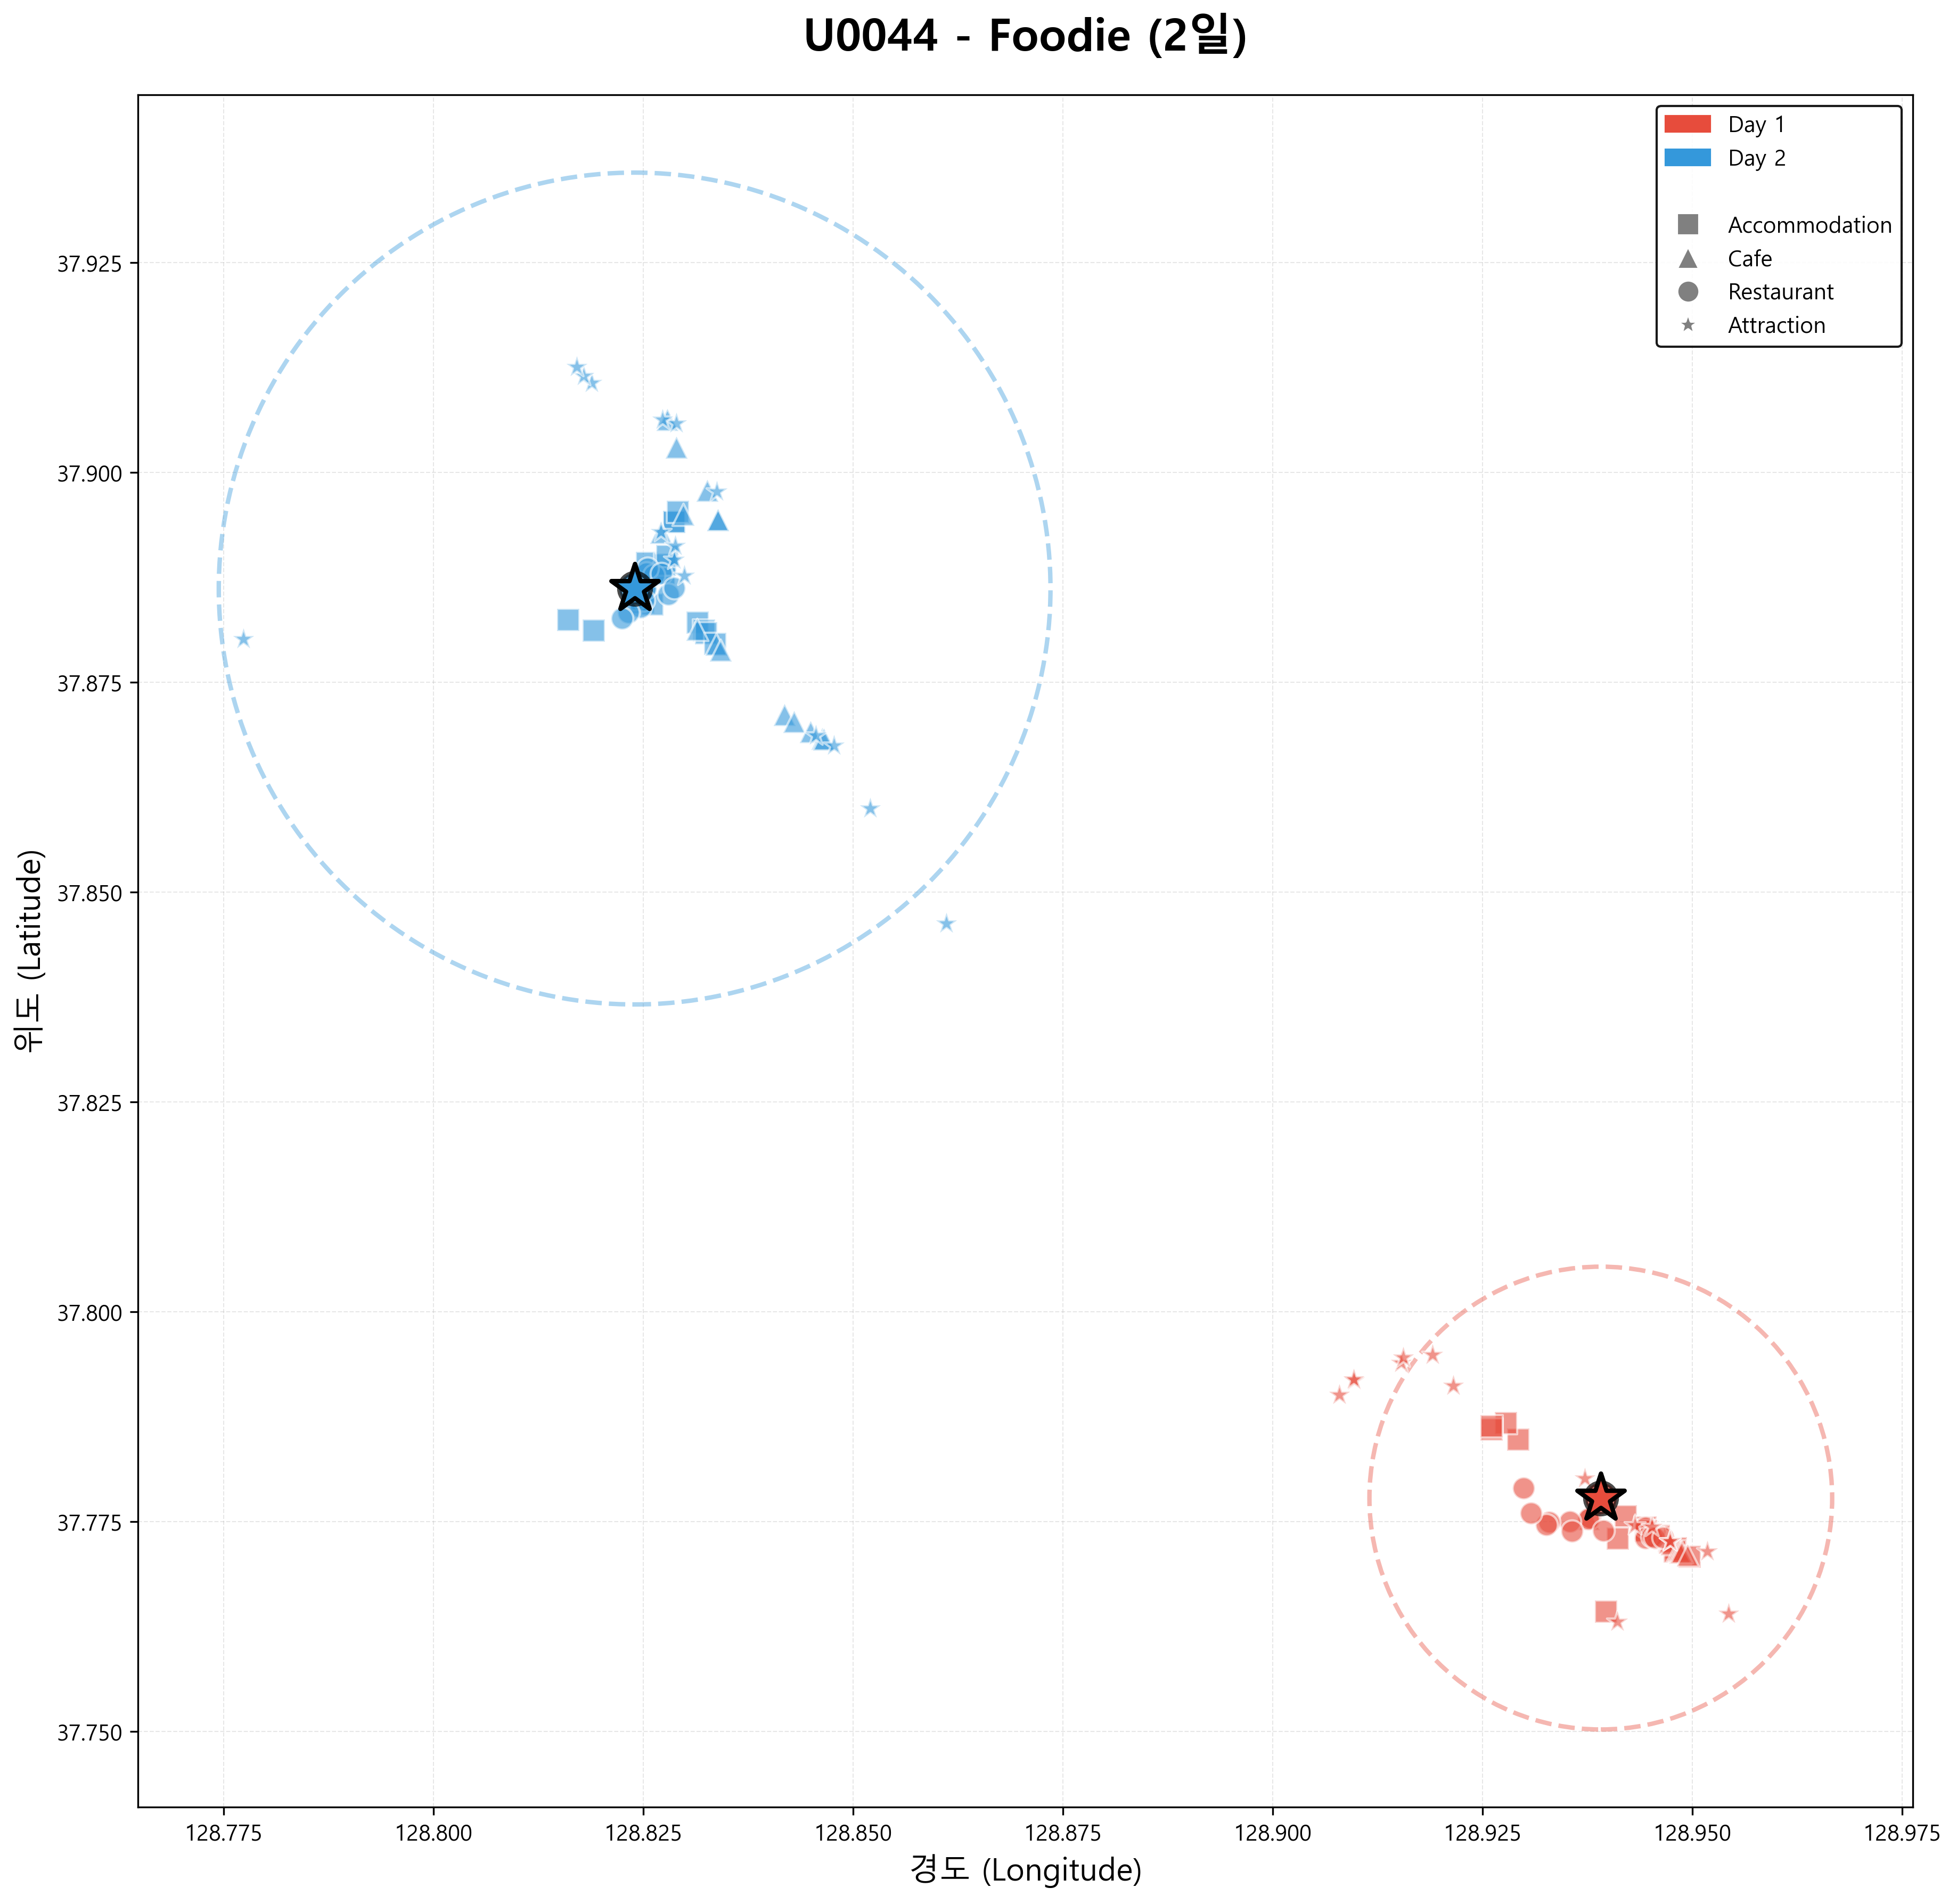 U0044 - Foodie (2일)
Day 1
Day 2
Accommodation
Cafe
Restaurant
Attraction
위도 (Latitude)
37.925
37.900
37.875
37.850
37.825
37.800
37.775
37.750
128.775 128.800 128.825 128.850 128.875 128.900 128.925 128.950 128.975
경도 (Longitude)